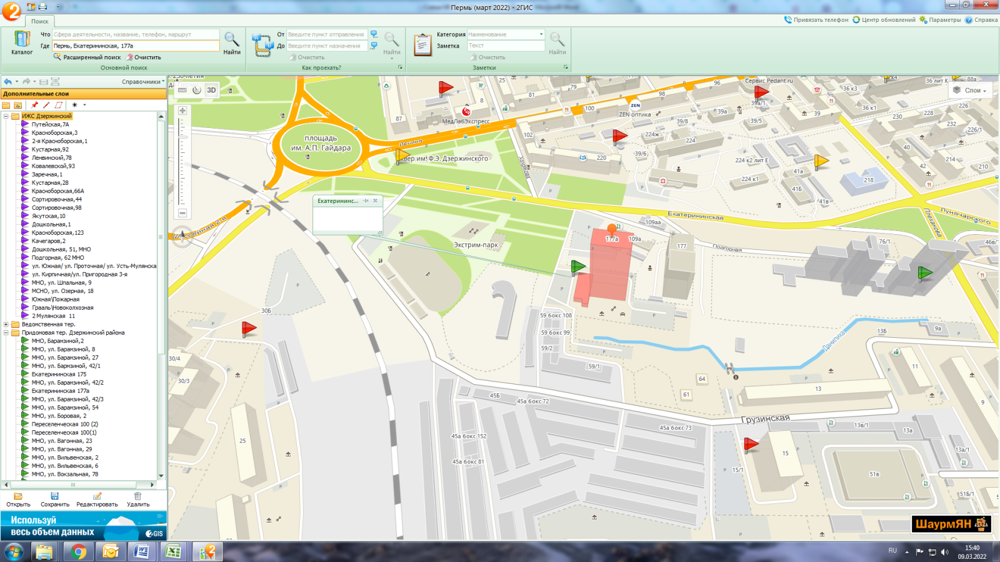 Пермь (март 2022) - 2ГИС
Поиск
Привязать телефон
Центр обновлений
Параметры
Справка
Каталог
Что
Сфера деятельности, название, телефон, маршрут
Где
Пермь, Екатерининская, 177а
Расширенный поиск
Очистить
Найти
Основной поиск
От
Введите пункт отправления
До
Введите пункт назначения
Очистить
Найти
Как проехать?
Категория
Наименование
Заметка
Текст
Очистить
Найти
Заметки
Справочники
Дополнительные слои
ИЖС Дзержинский
Путейская,7А
Красноборская,3
2-я Красноборская,1
Кустарная,92
Ленвинский,78
Ковалевской,93
Заречная,1
Кустарная,28
Красноборская,66А
Сортировочная,44
Сортировочная,98
Якутская,10
Дошкольная,1
Красноборская,123
Качегаров,2
Дошкольная, 51, МНО
Подгорная, 62 МНО
ул. Южная/ ул. Проточная/ ул. Усть-Мулянска
ул. Кирпичная/ул. Пригородная 3-я
МНО, ул. Шпальная, 9
МСНО, ул. Озерная, 18
Южная\Пожарная
Грааль\Новоколхозная
2 Мулянская 11
Ведомственная тер.
Придомовая тер. Дзержинский района
МНО, Барамзиной,2
МНО, ул. Барамзиной, 8
МНО, ул. Барамзиной, 27
МНО, ул. Бармзиной, 42/1
Екатерининская 175
МНО, ул. Барамзиной, 42/2
Екатерининская 177а
МНО, ул. Барамзиной, 42/3
МНО, ул. Барамзиной, 54
МНО, ул. Боровая, 2
Переселенческая 100 (2)
Переселенческая 100(1)
МНО, ул. Вагонная, 23
МНО, ул. Вагонная, 29
МНО, ул. Вильвенская, 2
МНО, ул. Вильвенская, 6
МНО, ул. Вокзальная, 78
Открыть
Сохранить
Редактировать
Удалить
Используй
весь объем данных
18+
2GIS
3D
Слои
площадь
им. А.П. Гайдара
87
8
25
81
79
МедЛабЭкспресс
98
96
100
ZEN
ZEN оптика
Сервис Pedant.ru
39а/1
36 к3
36 лит К
88а
36 к1
39
39а
39/8
39/5
230
228
232
226/1
224ж
224
102
220
39/6
224 к2 лит Е
224 к1
41а
41Б
41в
218
40
42
214
210
Ленина
Хохрякова
сквер им. Ф.Э. Дзержинского
Екатерининс...
Екатерининская
Луначарского
Плеханова
Подгорная
Экстрим-парк
109аа
177а
109а
177
76/1
46в/1
30Б
59 бокс 108
59 бокс 99
59/2
59/1
Данилиха
13Б
9а
30/4
30/3
64
61
11
13
9
45Б
45а бокс 72
45а бокс 73
45а бокс 152
45а бокс 81
Грузинская
13в/1
13а
13а/1
25
15
15/1
51в
51Б/1
23
ШаурмЯН
RU
15:40
09.03.2022